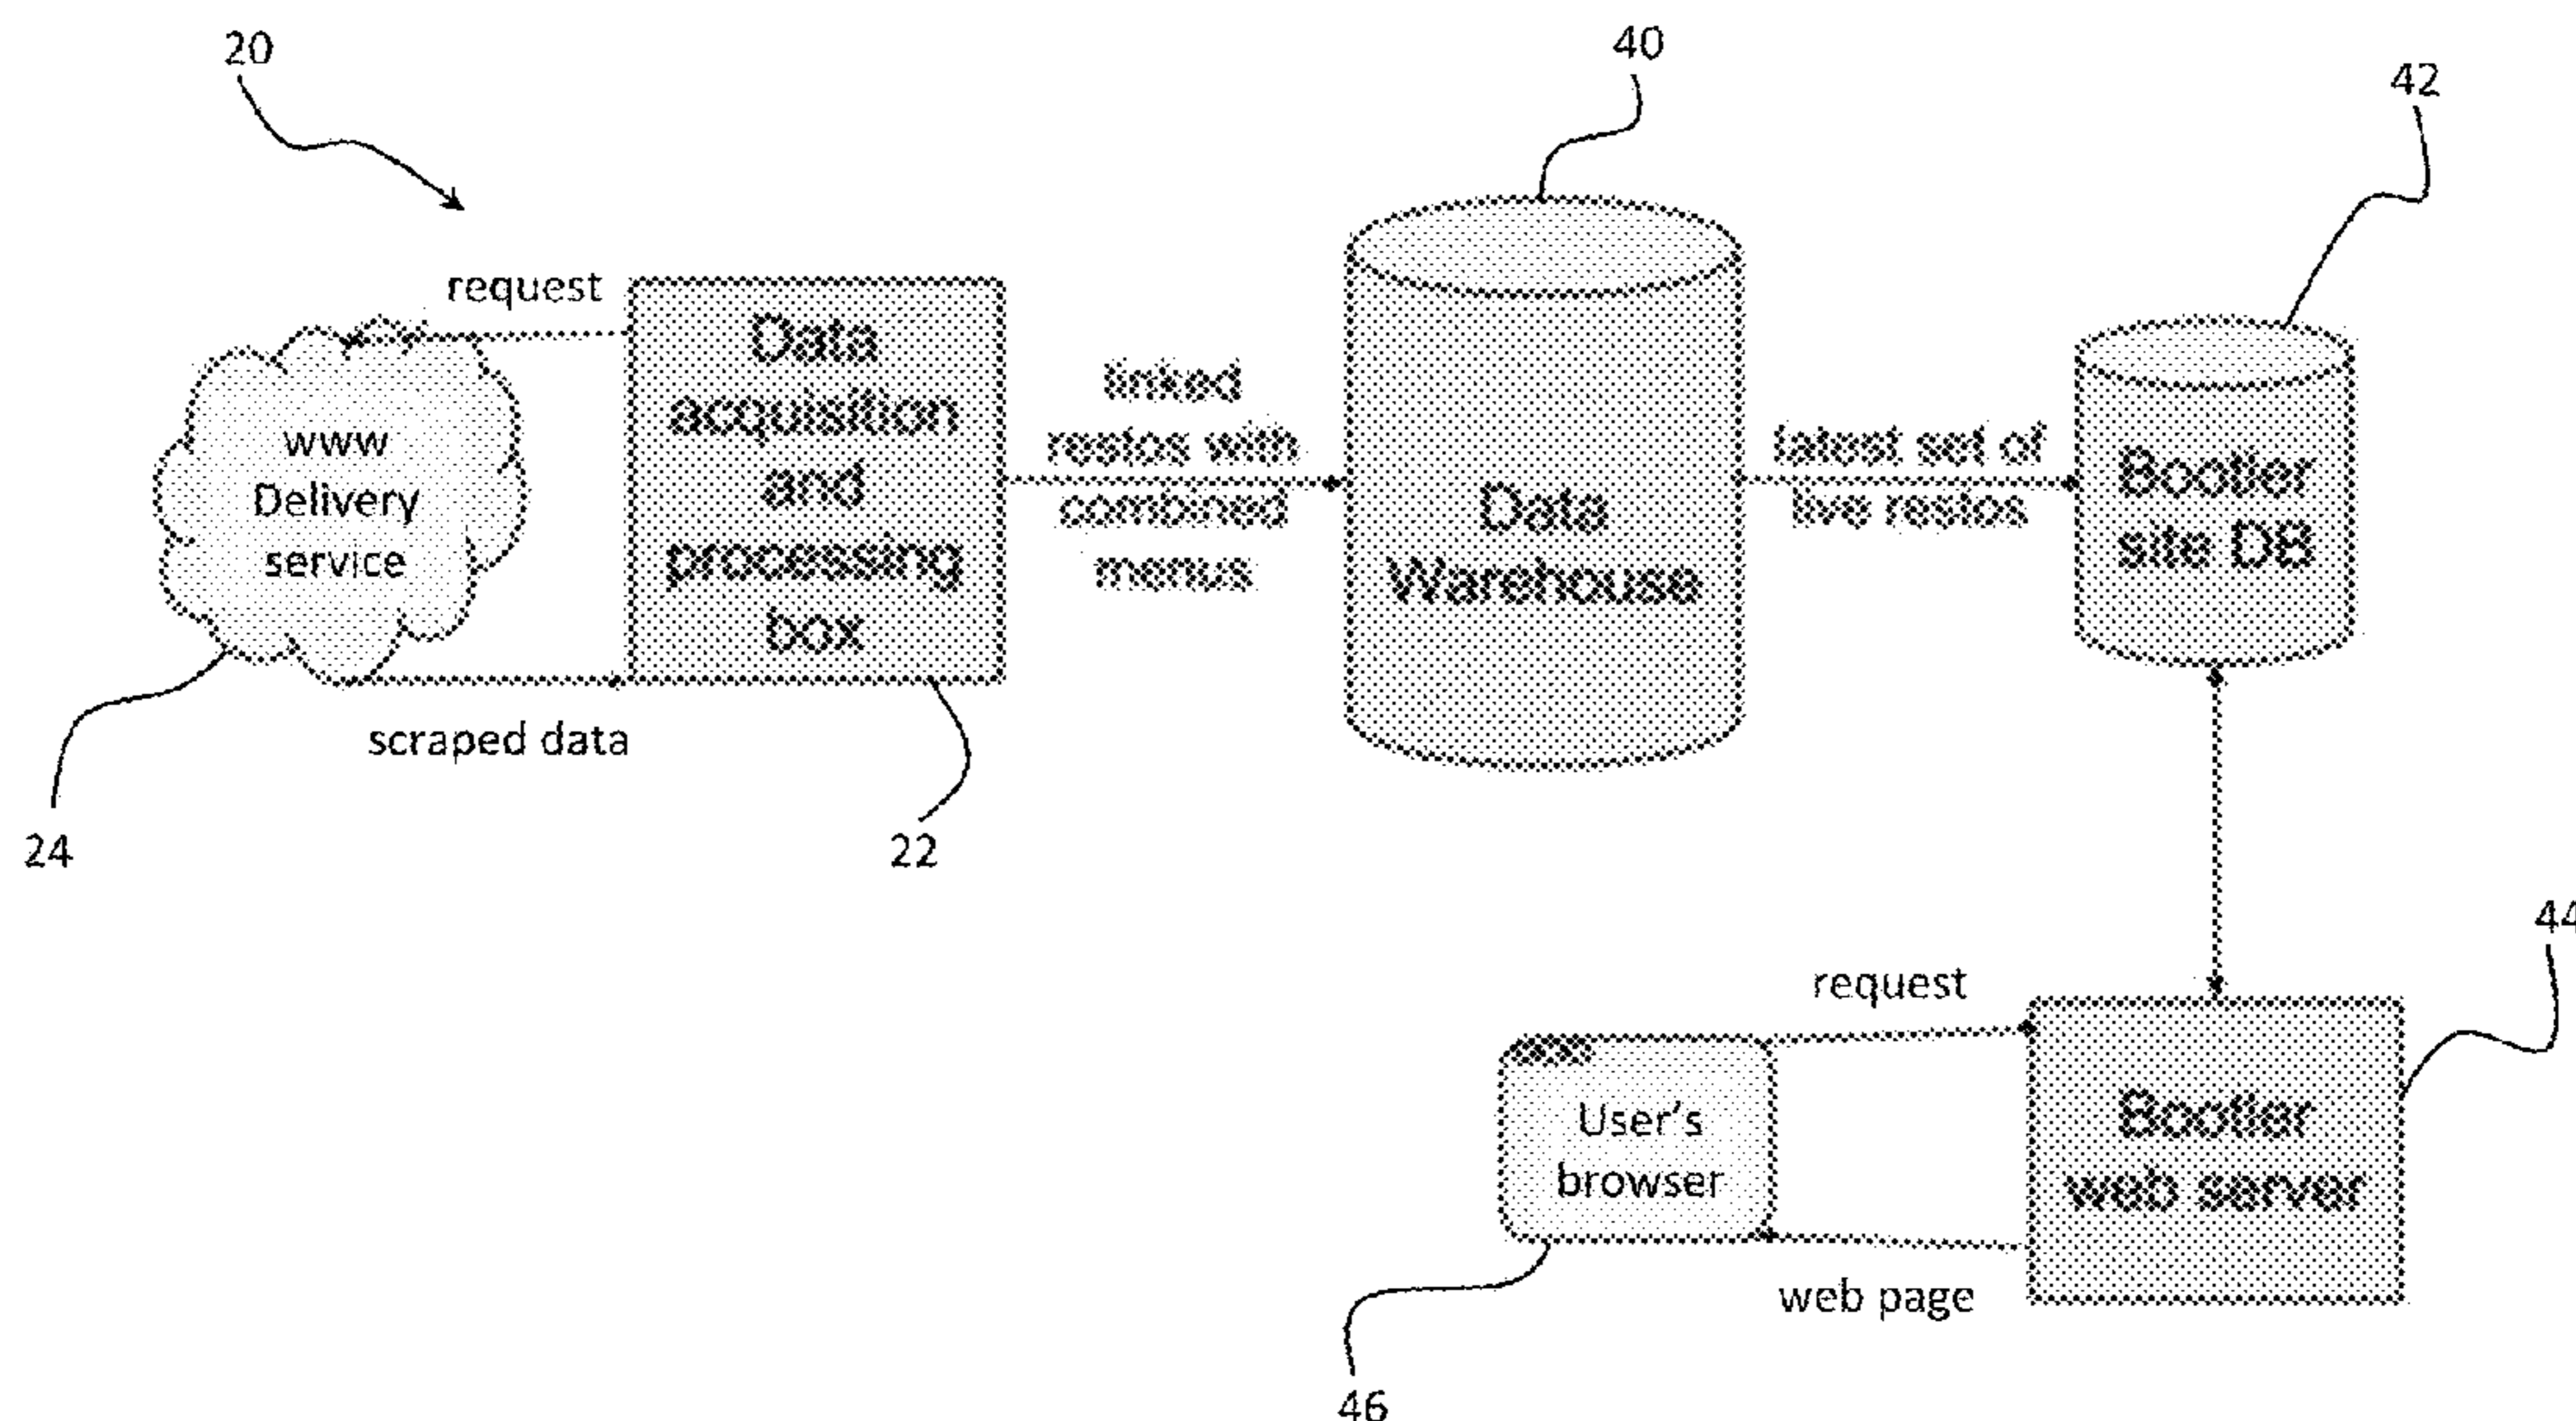 20
40
42
request
www
Delivery
service
Data
acquisition
and
processing
box
linked
restos with
combined
menus
Data
Warehouse
latest set of
live restos
Bootler
site DB
scraped data
24
22
44
request
User's
browser
Bootler
web server
web page
46